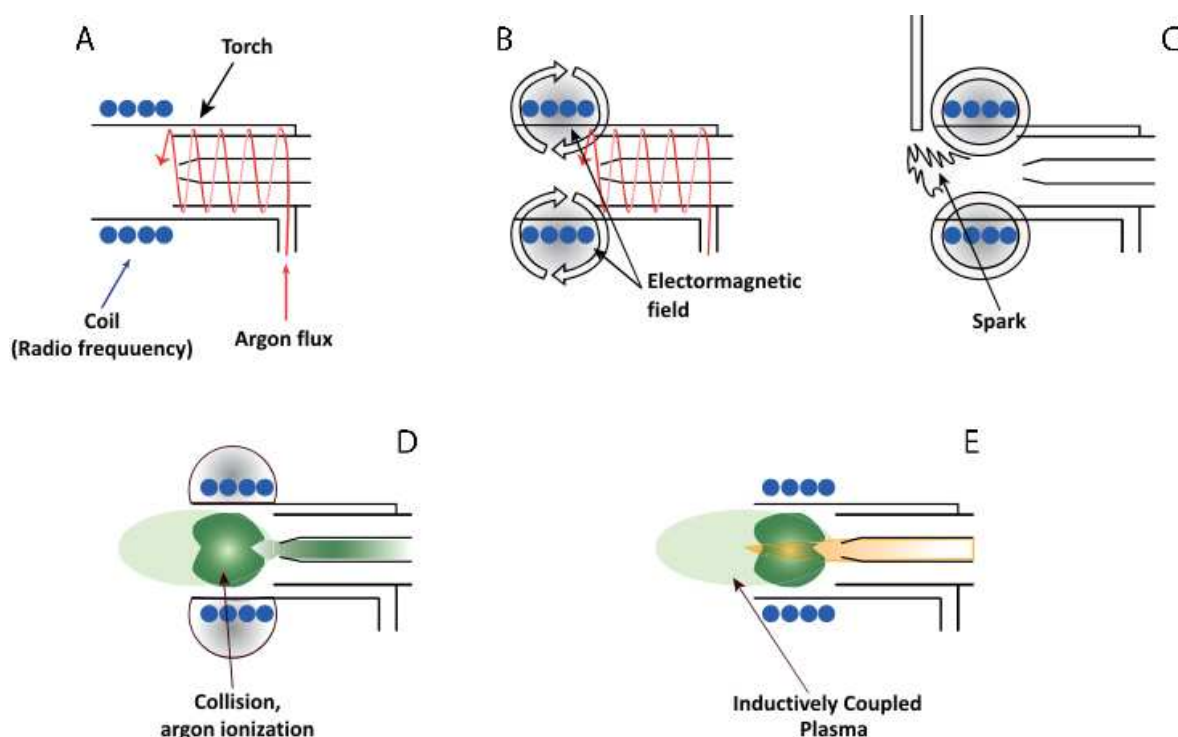 A
Torch
Coil
(Radio frequuency)
Argon flux
B
Electormagnetic
field
C
Spark
D
Collision,
argon ionization
E
Inductively Coupled
Plasma